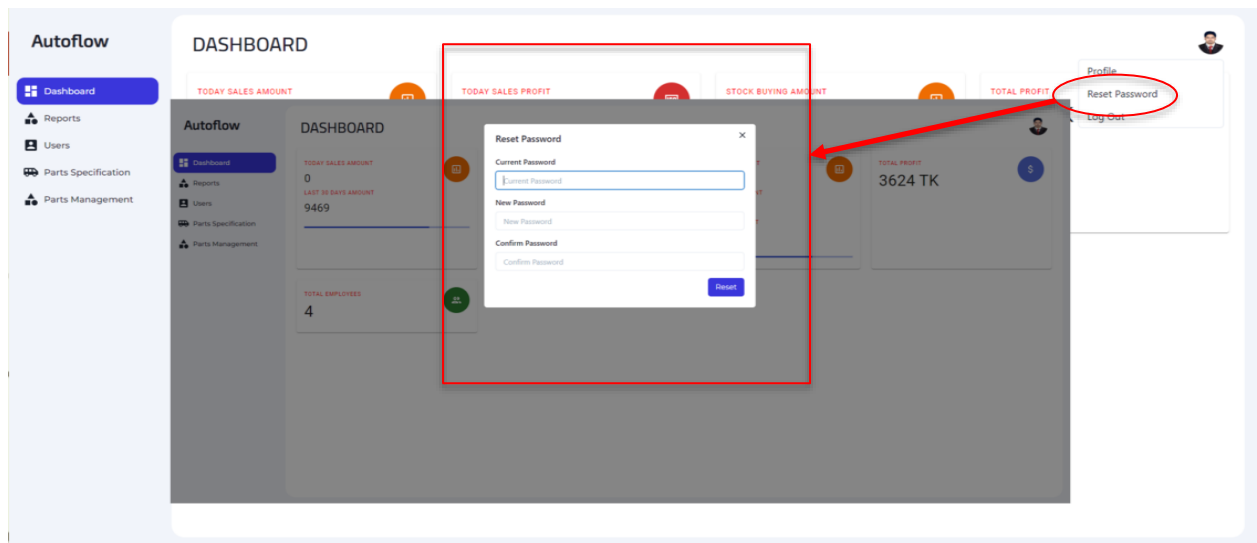 Autoflow
DASHBOARD
Dashboard
Reports
Users
Parts Specification
Parts Management
TODAY SALES AMOUNT
TODAY SALES PROFIT
STOCK BUYING AMOUNT
TOTAL PROFIT
Profile
Reset Password
Log Out
Autoflow
DASHBOARD
Dashboard
Reports
Users
Parts Specification
Parts Management
TODAY SALES AMOUNT
0
LAST 30 DAYS AMOUNT
9469
TOTAL PROFIT
3624 TK
TOTAL EMPLOYEES
4
Reset Password
×
Current Password
Current Password
New Password
New Password
Confirm Password
Confirm Password
Reset